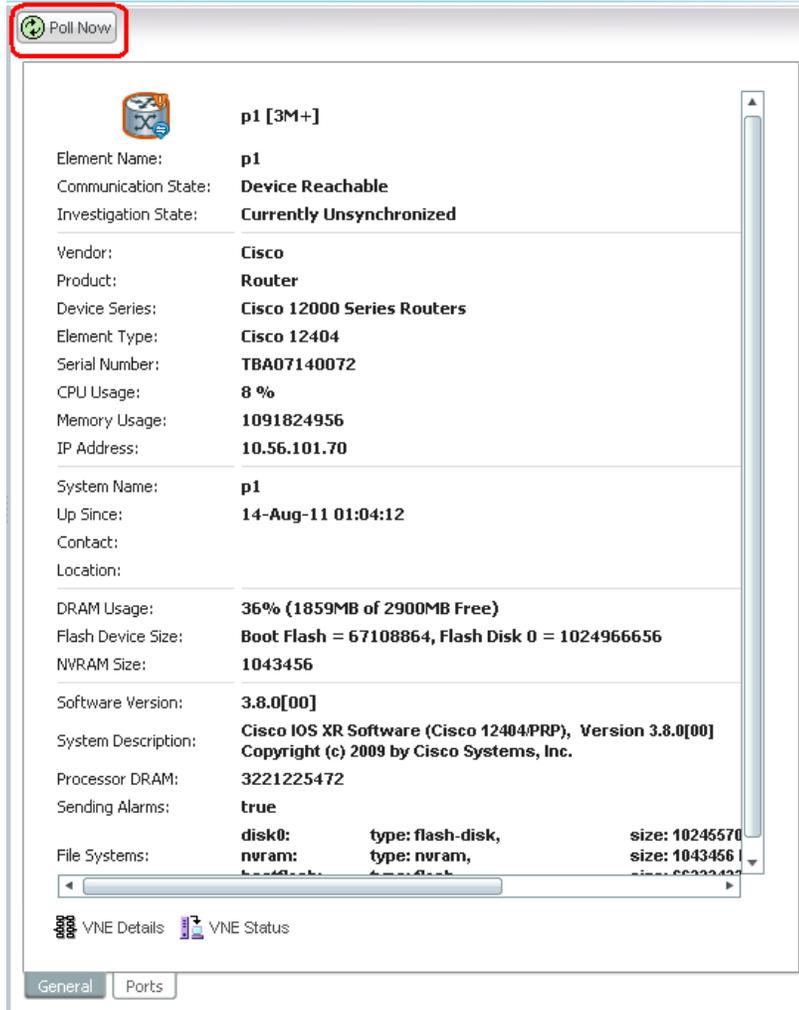 Poll Now
p1 [3M+]
Element Name: p1
Communication State: Device Reachable
Investigation State: Currently Unsynchronized
Vendor: Cisco
Product: Router
Device Series: Cisco 12000 Series Routers
Element Type: Cisco 12404
Serial Number: TBA07140072
CPU Usage: 8 %
Memory Usage: 1091824956
IP Address: 10.56.101.70
System Name: p1
Up Since: 14-Aug-11 01:04:12
Contact:
Location:
DRAM Usage: 36% (1859MB of 2900MB Free)
Flash Device Size: Boot Flash = 67108864, Flash Disk 0 = 1024966656
NVRAM Size: 1043456
Software Version: 3.8.0[00]
System Description: Cisco IOS XR Software (Cisco 12404/PRP), Version 3.8.0[00]
Copyright (c) 2009 by Cisco Systems, Inc.
Processor DRAM: 3221225472
Sending Alarms: true
disk0: type: flash-disk, size: 10245570
File Systems: nvram: type: nvram, size: 1043456
VNE Details VNE Status
General Ports